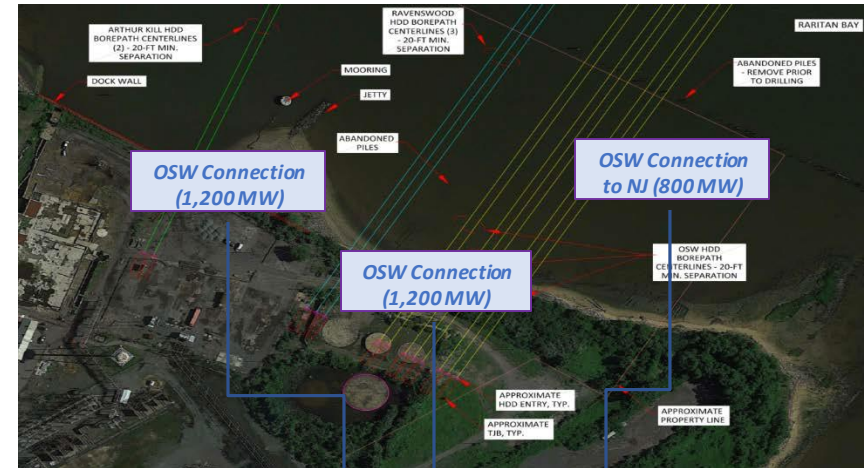 ARTHUR KILL HDD
BOREPATH CENTERLINES
(2) - 20-FT MIN.
SEPARATION
RAVENSWOOD
HDD BOREPATH
CENTERLINES (3)
- 20-FT MIN.
SEPARATION
RARITAN BAY
DOCK WALL
MOORING
JETTY
ABANDONED PILES
- REMOVE PRIOR
TO DRILLING
ABANDONED
PILES
OSW Connection
(1,200 MW)
OSW Connection
to NJ (800 MW)
OSW Connection
(1,200 MW)
OSW HDD
BOREPATH
CENTERLINES - 20-FT
MIN. SEPARATION
APPROXIMATE
HDD ENTRY, TYP.
APPROXIMATE
TJB, TYP.
APPROXIMATE
PROPERTY LINE